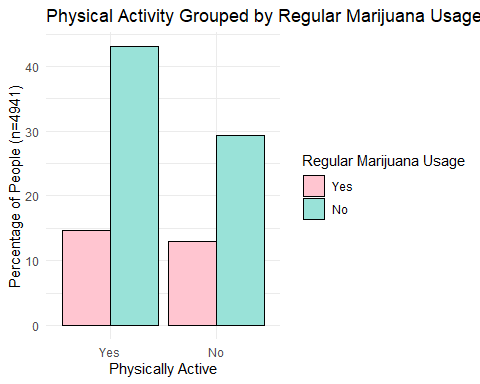 Physical Activity Grouped by Regular Marijuana Usage
Percentage of People (n=4941)
40
30
20
10
0
Yes
No
Physically Active
Regular Marijuana Usage
Yes
No